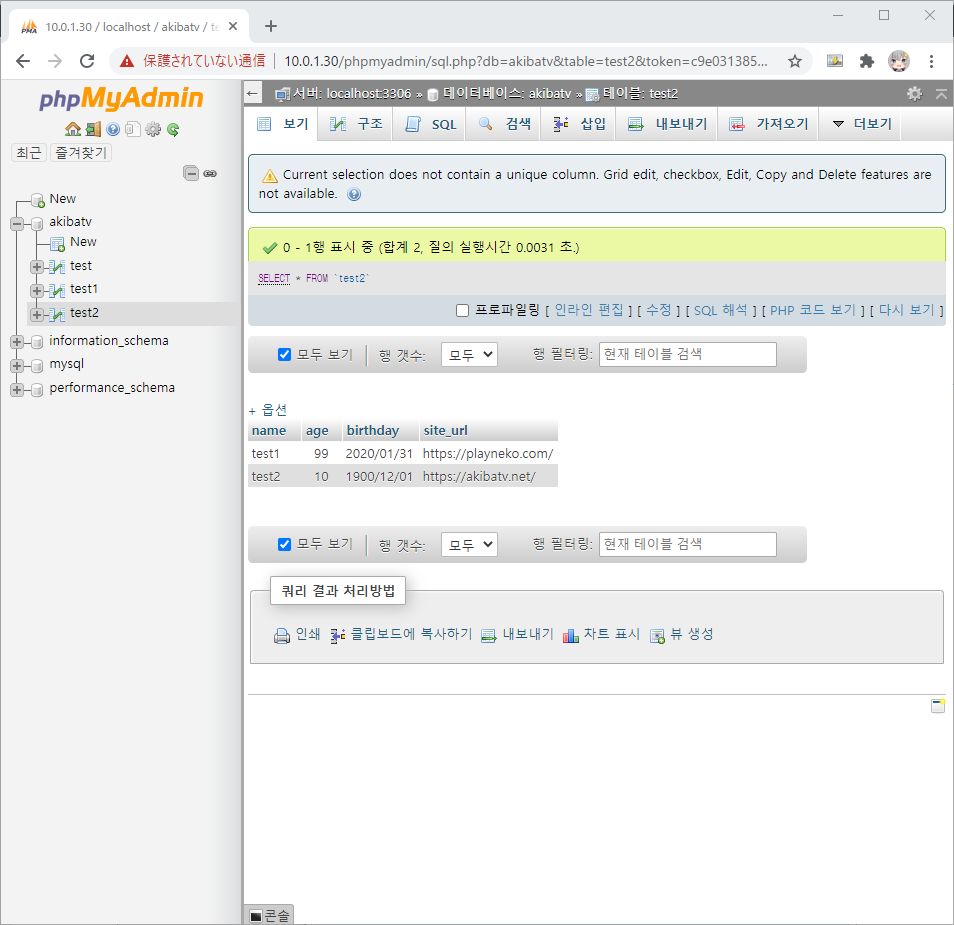 10.0.1.30 / localhost / akibatv / te
保護されていない通信 10.0.1.30/phpmyadmin/sql.php?db=akibatv&table=test2&token=c9e031385...
phpMyAdmin
최근 즐겨찾기
New
akibatv
New
test
test1
test2
information_schema
mysql
performance_schema
서버: localhost:3306 » 데이터베이스: akibatv » 테이블: test2
보기 구조 SQL 검색 삽입 내보내기 가져오기 더보기
Current selection does not contain a unique column. Grid edit, checkbox, Edit, Copy and Delete features are
not available.
0 - 1행 표시 중 (합계 2, 질의 실행시간 0.0031 초.)
SELECT * FROM `test2`
프로파일링 [ 인라인 편집 ] [ 수정 ] [ SQL 해석 ] [ PHP 코드 보기 ] [ 다시 보기 ]
모두 보기 행 갯수: 모두 행 필터링: 현재 테이블 검색
+ 옵션
name age birthday site_url
test1 99 2020/01/31 https://playneko.com/
test2 10 1900/12/01 https://akibatv.net/
모두 보기 행 갯수: 모두 행 필터링: 현재 테이블 검색
쿼리 결과 처리방법
인쇄 클립보드에 복사하기 내보내기 차트 표시 뷰 생성
콘솔